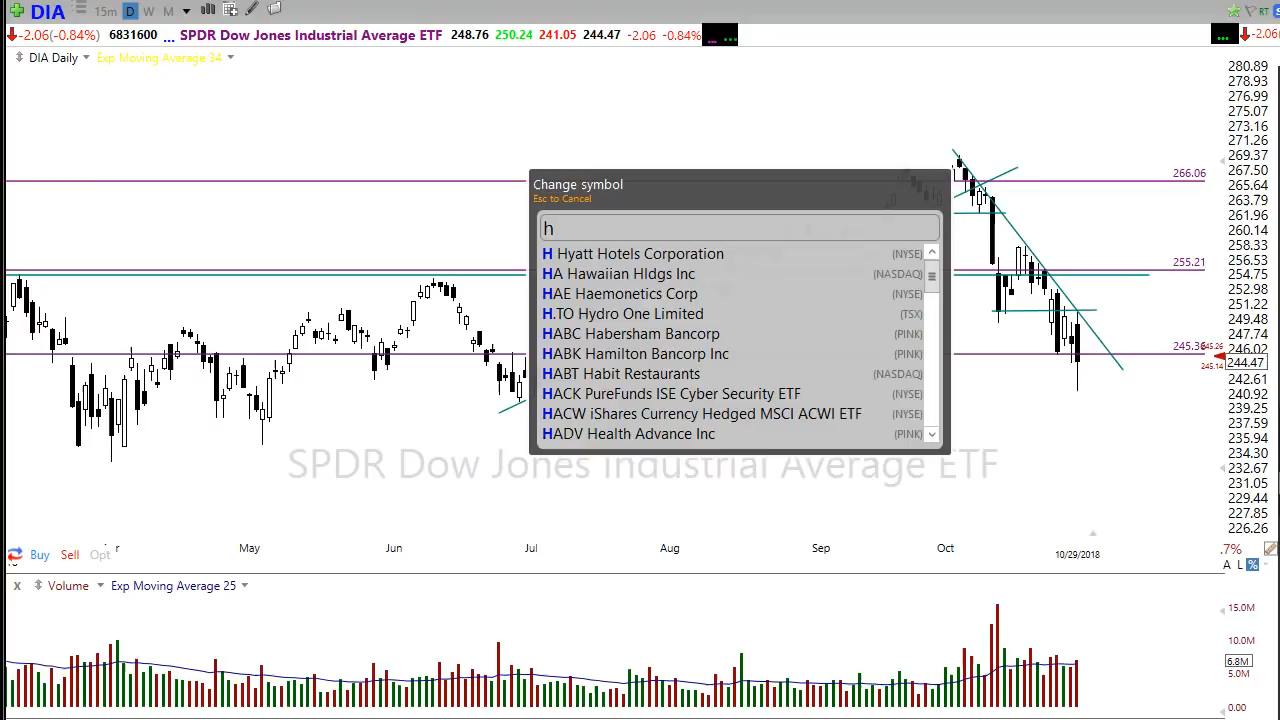 DIA 15m D W M
-2.06(-0.84%) 6831600 ... SPDR Dow Jones Industrial Average ETF 248.76 250.24 241.05 244.47 -2.06 -0.84% ... ... ... -2.06
DIA Daily Exp Moving Average 34
Change symbol
Esc to Cancel
h
H Hyatt Hotels Corporation (NYSE)
HA Hawaiian Hldgs Inc (NASDAQ)
HAE Haemonetics Corp (NYSE)
H.TO Hydro One Limited (TSX)
HABC Habersham Bancorp (PINK)
HABK Hamilton Bancorp Inc (PINK)
HABT Habit Restaurants (NASDAQ)
HACK PureFunds ISE Cyber Security ETF (NYSE)
HACW iShares Currency Hedged MSCI ACWI ETF (NYSE)
HADV Health Advance Inc (PINK)
SPDR Dow Jones Industrial Average ETF
266.06
255.21
245.36
245.26
245.14
280.89
278.93
276.99
275.07
273.16
271.26
269.37
267.50
265.64
263.79
261.96
260.14
258.33
256.53
254.75
252.98
251.22
249.48
247.74
246.02
244.47
242.61
240.92
239.25
237.59
235.94
234.30
232.67
231.05
229.44
227.85
226.26
Buy Sell Opt
May Jun Jul Aug Sep Oct
10/29/2018
.7%
A L %
x Volume Exp Moving Average 25
15.0M
10.0M
6.8M
5.0M
0.00